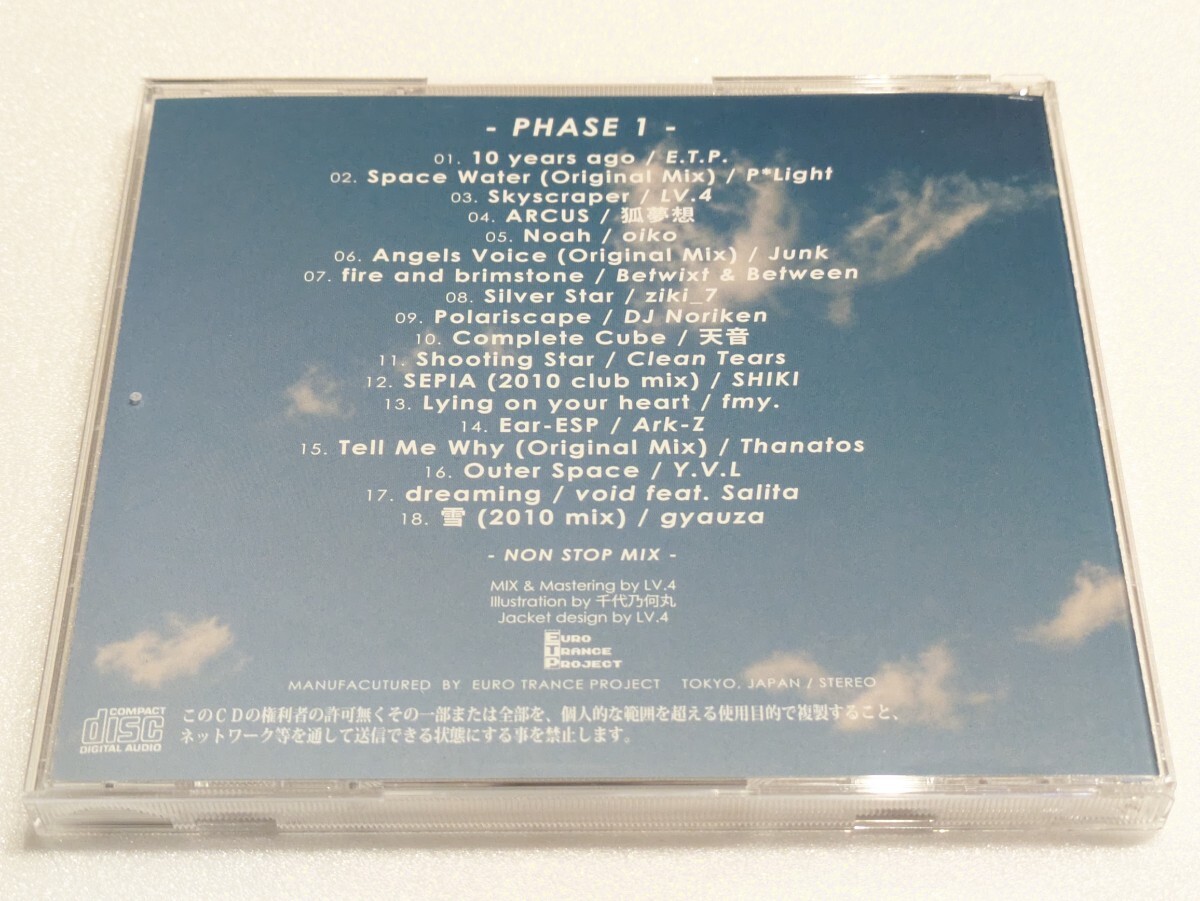 - PHASE 1 -
01. 10 years ago / E.T.P.
02. Space Water (Original Mix) / P*Light
03. Skyscraper / LV.4
04. ARCUS / 狐夢想
05. Noah / oiko
06. Angels Voice (Original Mix) / Junk
07. fire and brimstone / Betwixt & Between
08. Silver Star / ziki_7
09. Polariscape / DJ Noriken
10. Complete Cube / 天音
11. Shooting Star / Clean Tears
12. SEPIA (2010 club mix) / SHIKI
13. Lying on your heart / fmy.
14. Ear-ESP / Ark-Z
15. Tell Me Why (Original Mix) / Thanatos
16. Outer Space / Y.V.L
17. dreaming / void feat. Salita
18. 雪 (2010 mix) / gyauza
- NON STOP MIX -
MIX & Mastering by LV.4
Illustration by 千代乃何丸
Jacket design by LV.4
EURO
TRANCE
PROJECT
MANUFACUTURED BY EURO TRANCE PROJECT TOKYO. JAPAN / STEREO
COMPACT
disc
DIGITAL AUDIO
このCDの権利者の許可無くその一部または全部を、個人的な範囲を超える使用目的で複製すること、
ネットワーク等を通して送信できる状態にする事を禁止します。